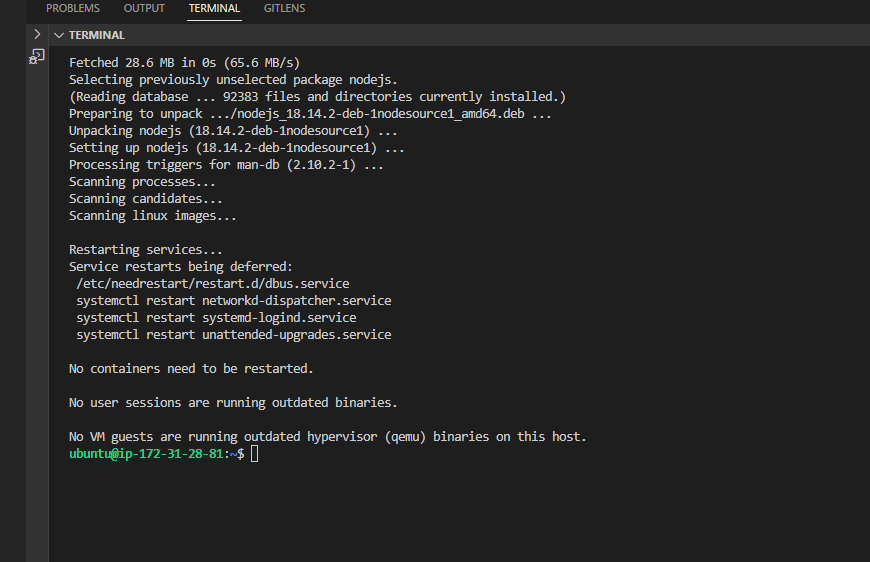 PROBLEMS OUTPUT TERMINAL GITLENS
TERMINAL
Fetched 28.6 MB in 0s (65.6 MB/s)
Selecting previously unselected package nodejs.
(Reading database ... 92383 files and directories currently installed.)
Preparing to unpack .../nodejs_18.14.2-deb-1nodesource1_amd64.deb ...
Unpacking nodejs (18.14.2-deb-1nodesource1) ...
Setting up nodejs (18.14.2-deb-1nodesource1) ...
Processing triggers for man-db (2.10.2-1) ...
Scanning processes...
Scanning candidates...
Scanning linux images...
Restarting services...
Service restarts being deferred:
/etc/needrestart/restart.d/dbus.service
systemctl restart networkd-dispatcher.service
systemctl restart systemd-logind.service
systemctl restart unattended-upgrades.service
No containers need to be restarted.
No user sessions are running outdated binaries.
No VM guests are running outdated hypervisor (qemu) binaries on this host.
ubuntu@ip-172-31-28-81:~$